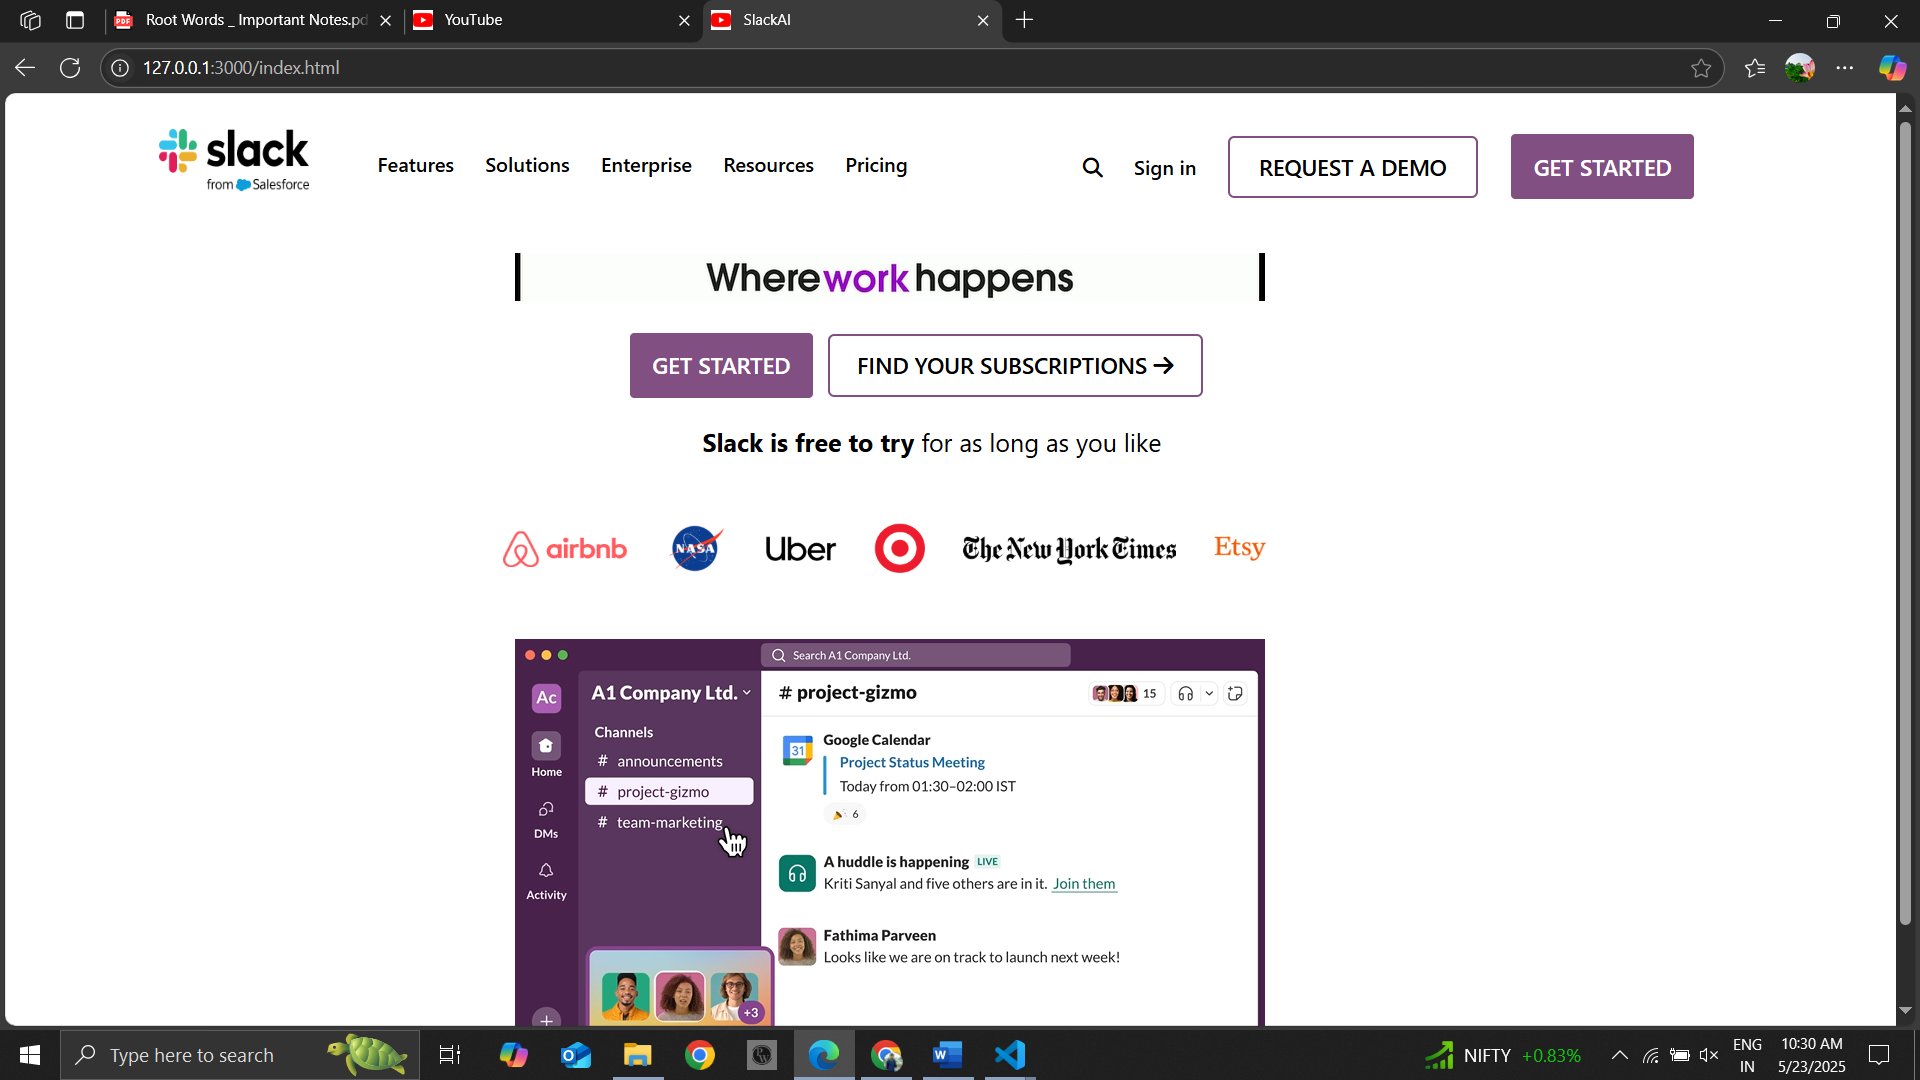 Root Words _ Important Notes.pd
YouTube
SlackAI
127.0.0.1:3000/index.html
slack
from Salesforce
Features
Solutions
Enterprise
Resources
Pricing
Sign in
REQUEST A DEMO
GET STARTED
Where work happens
GET STARTED
FIND YOUR SUBSCRIPTIONS →
Slack is free to try for as long as you like
airbnb
NASA
Uber
The New York Times
Etsy
Search A1 Company Ltd.
Ac
A1 Company Ltd.
# project-gizmo
15
Home
DMs
Activity
Channels
# announcements
# project-gizmo
# team-marketing
31
Google Calendar
Project Status Meeting
Today from 01:30–02:00 IST
6
A huddle is happening LIVE
Kriti Sanyal and five others are in it. Join them
Fathima Parveen
Looks like we are on track to launch next week!
+3
Type here to search
NIFTY +0.83%
ENG
IN
10:30 AM
5/23/2025